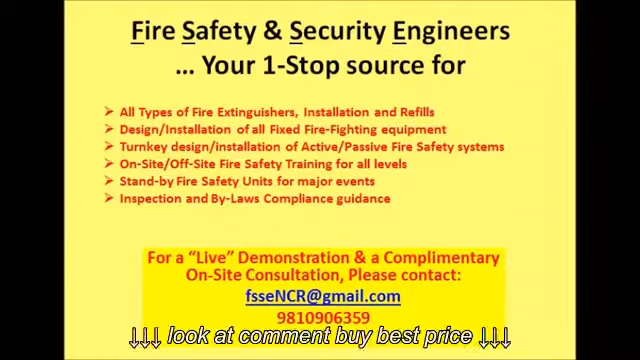 Fire Safety & Security Engineers
... Your 1-Stop source for
➢ All Types of Fire Extinguishers, Installation and Refills
➢ Design/Installation of all Fixed Fire-Fighting equipment
➢ Turnkey design/installation of Active/Passive Fire Safety systems
➢ On-Site/Off-Site Fire Safety Training for all levels
➢ Stand-by Fire Safety Units for major events
➢ Inspection and By-Laws Compliance guidance
For a “Live” Demonstration & a Complimentary
On-Site Consultation, Please contact:
fsseNCR@gmail.com
9810906359
↓↓↓ look at comment buy best price ↓↓↓